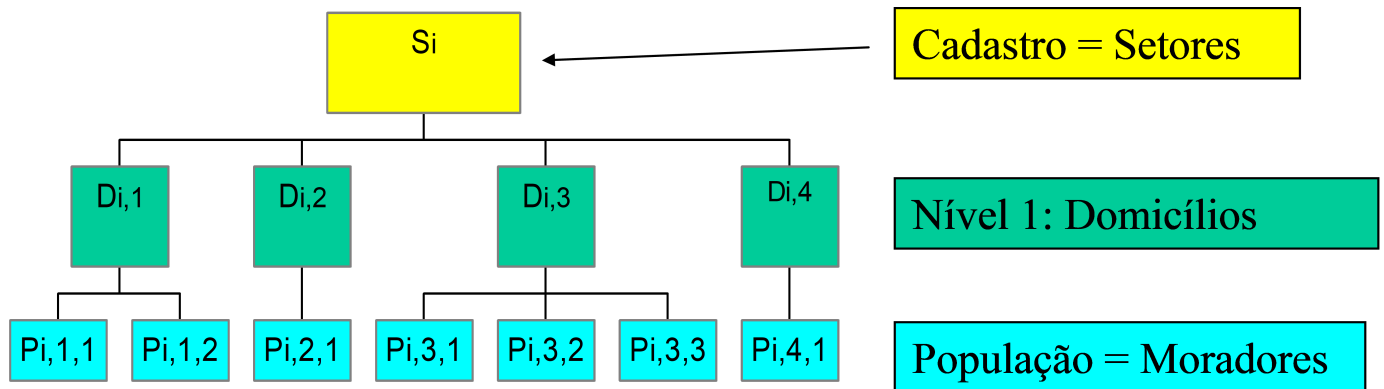 Si
Cadastro = Setores
Di,1
Di,2
Di,3
Di,4
Nível 1: Domicílios
Pi,1,1
Pi,1,2
Pi,2,1
Pi,3,1
Pi,3,2
Pi,3,3
Pi,4,1
População = Moradores